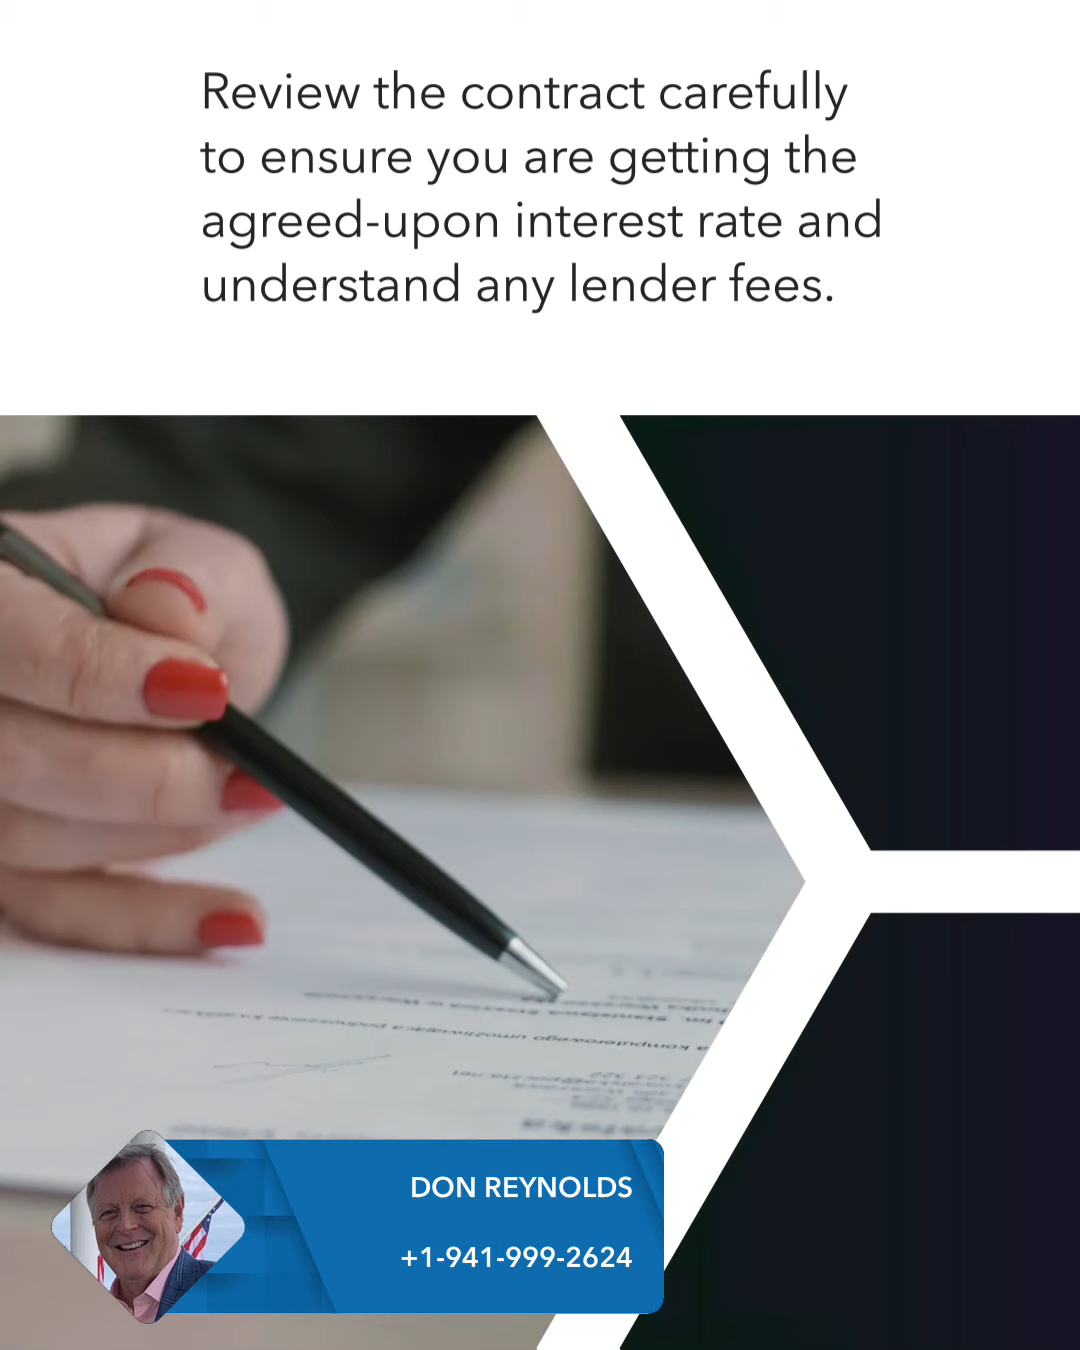 Review the contract carefully
to ensure you are getting the
agreed-upon interest rate and
understand any lender fees.
DON REYNOLDS
+1-941-999-2624